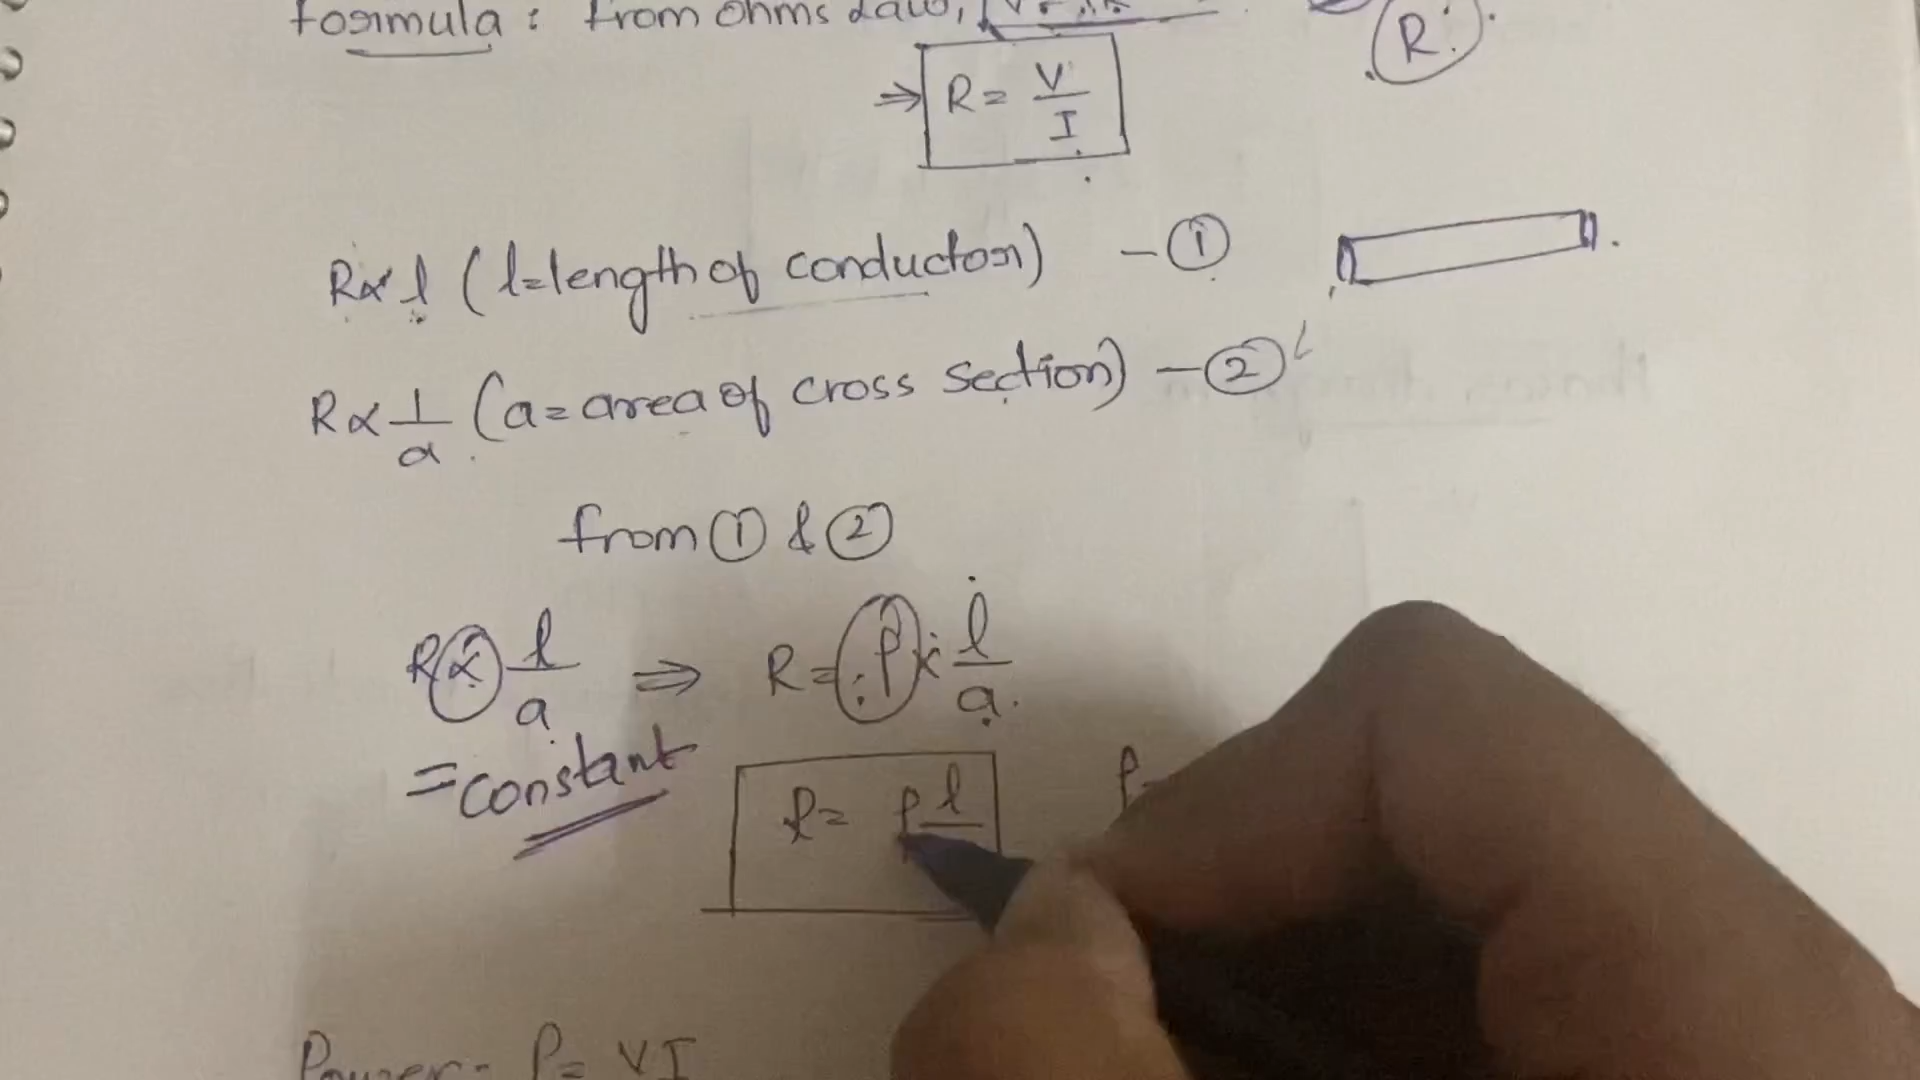 formula : from ohms Law, V=IR
R
⇒ R = V/I
R∝ l (l=length of conductor) - ①
R∝ 1/a (a=area of cross section) - ②
from ① & ②
R∝ l/a ⇒ R = ρ× l/a
= constant
l= ρ l
ρ=
Power - P= VI